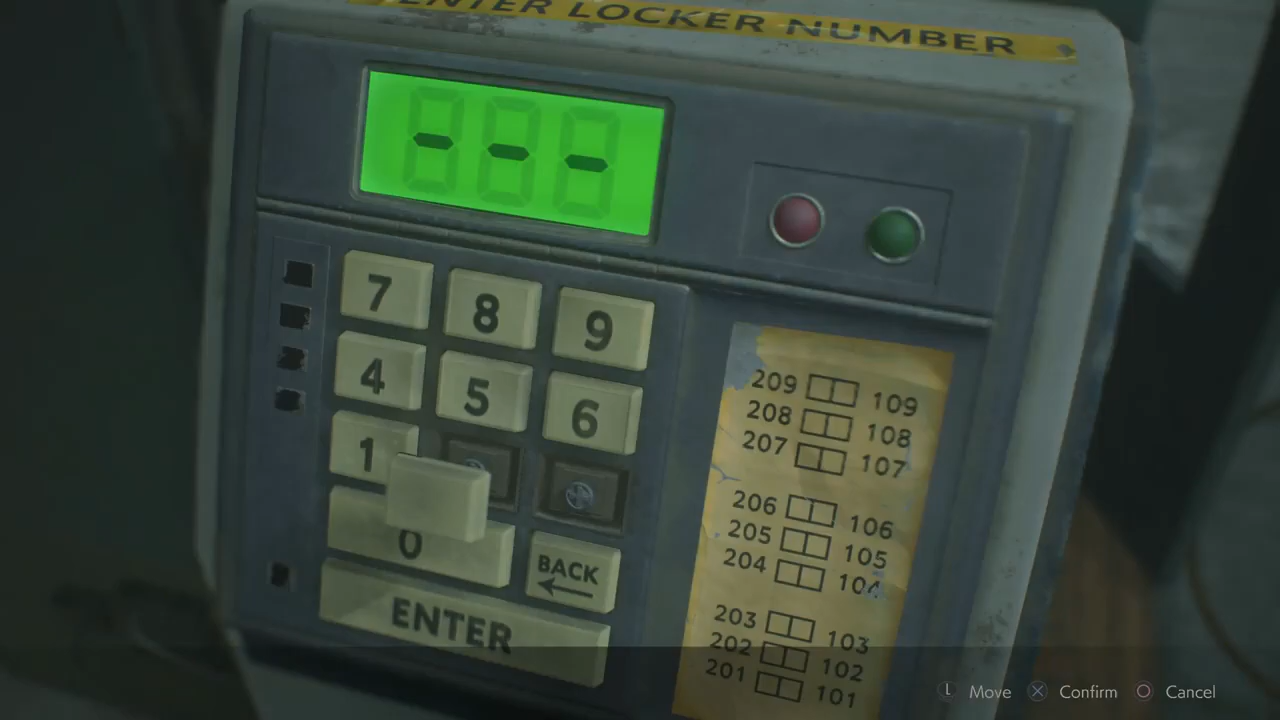 ENTER LOCKER NUMBER
7 8 9
4 5 6
1
0 BACK
ENTER
209 109
208 108
207 107
206 106
205 105
204 104
203 103
202 102
201 101
L Move Confirm Cancel